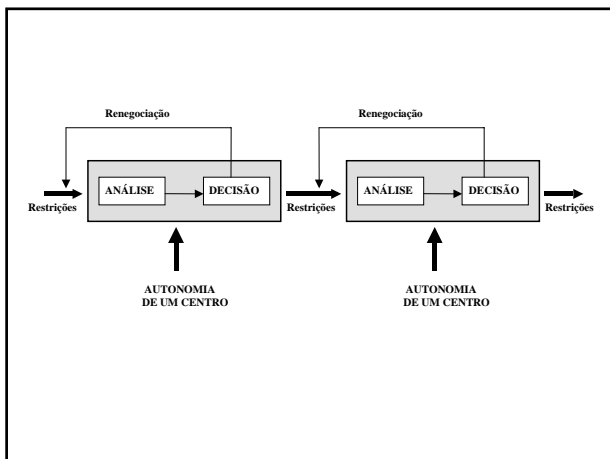 Renegociação
Renegociação
ANÁLISE
DECISÃO
ANÁLISE
DECISÃO
Restrições
Restrições
Restrições
AUTONOMIA
DE UM CENTRO
AUTONOMIA
DE UM CENTRO